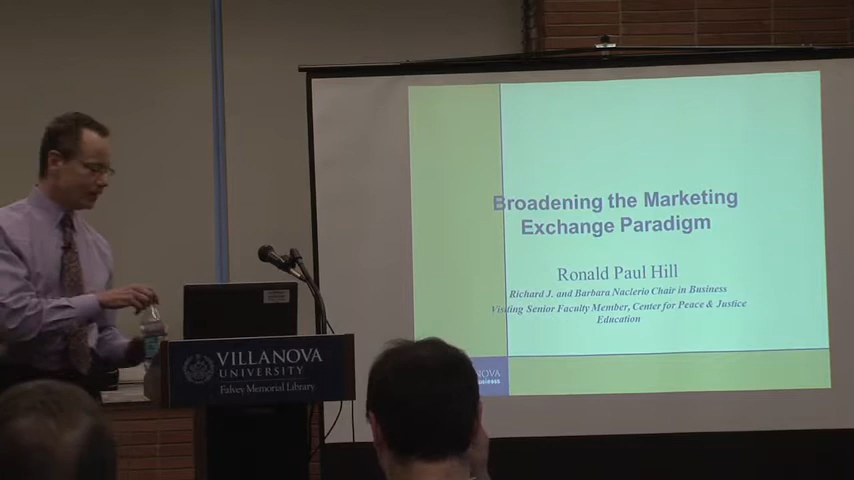 Broadening the Marketing
Exchange Paradigm
Ronald Paul Hill
Richard J. and Barbara Naclerio Chair in Business
Visiting Senior Faculty Member, Center for Peace & Justice
Education
VILLANOVA
UNIVERSITY
Falvey Memorial Library